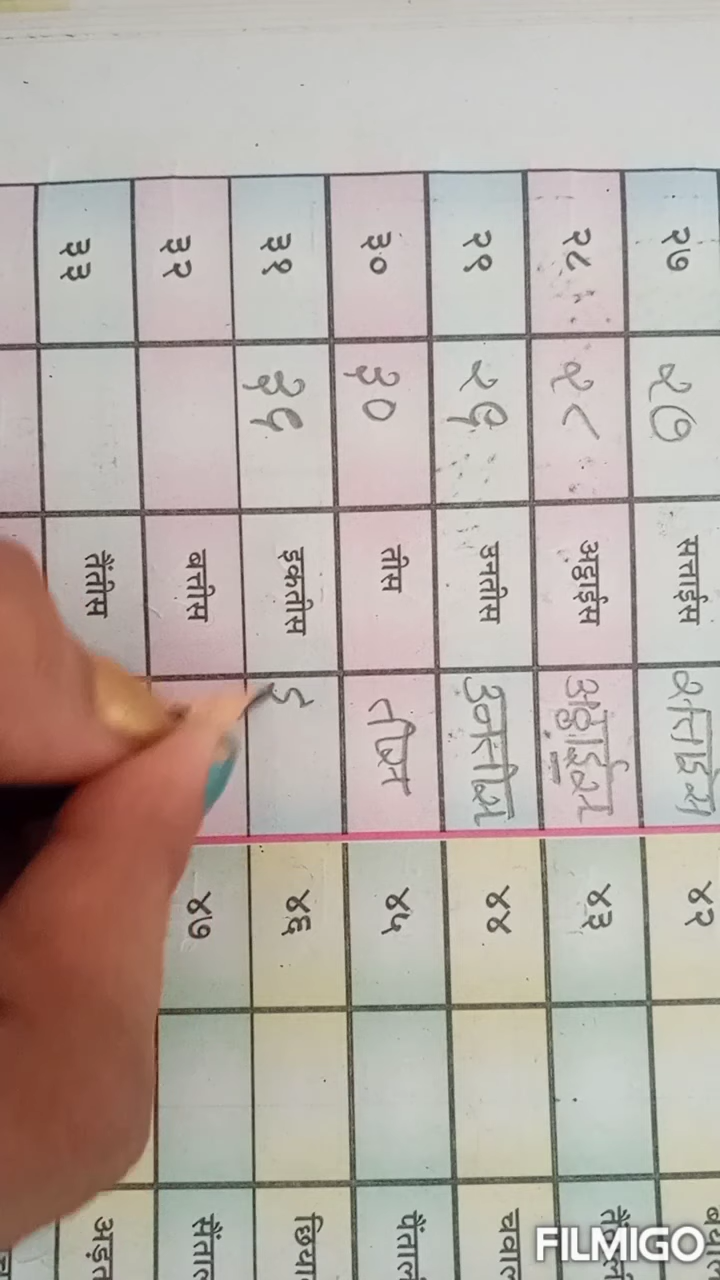 २७ २७ सत्ताईस सत्ताईस ४२
२८ २८ अट्ठाईस अट्ठाईस ४३
२९ २९ उनतीस उनतीस ४४ चवाल
३० ३० तीस तीस ४५ पैंताल
३१ ३१ इकतीस इ ४६ छिया
३२ बत्तीस ४७ सैंताल
३३ तैंतीस अड़त
FILMIGO